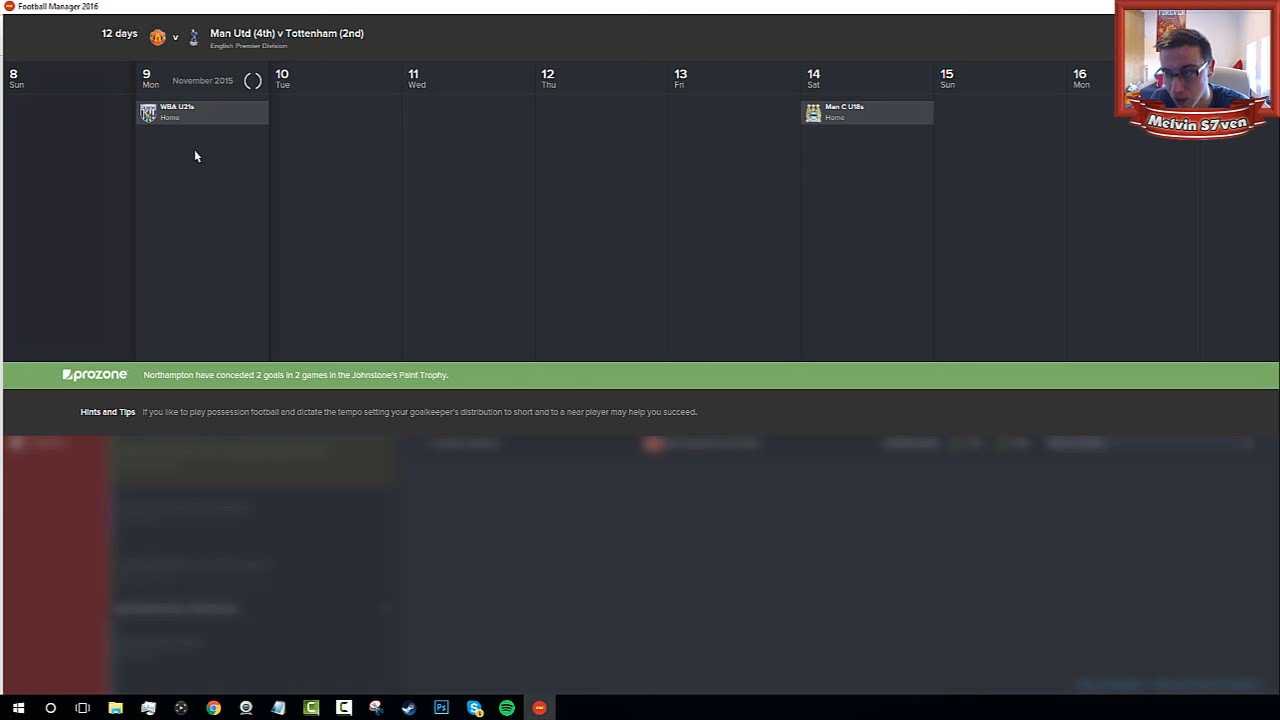 Football Manager 2016
12 days
v
Man Utd (4th) v Tottenham (2nd)
English Premier Division
8
Sun
9
Mon
November 2015
10
Tue
11
Wed
12
Thu
13
Fri
14
Sat
15
Sun
16
Mon
WBA U21s
Home
Man C U18s
Home
Melvin S7ven
prozone
Northampton have conceded 2 goals in 2 games in the Johnstone's Paint Trophy.
Hints and Tips
If you like to play possession football and dictate the tempo setting your goalkeeper's distribution to short and to a near player may help you succeed.